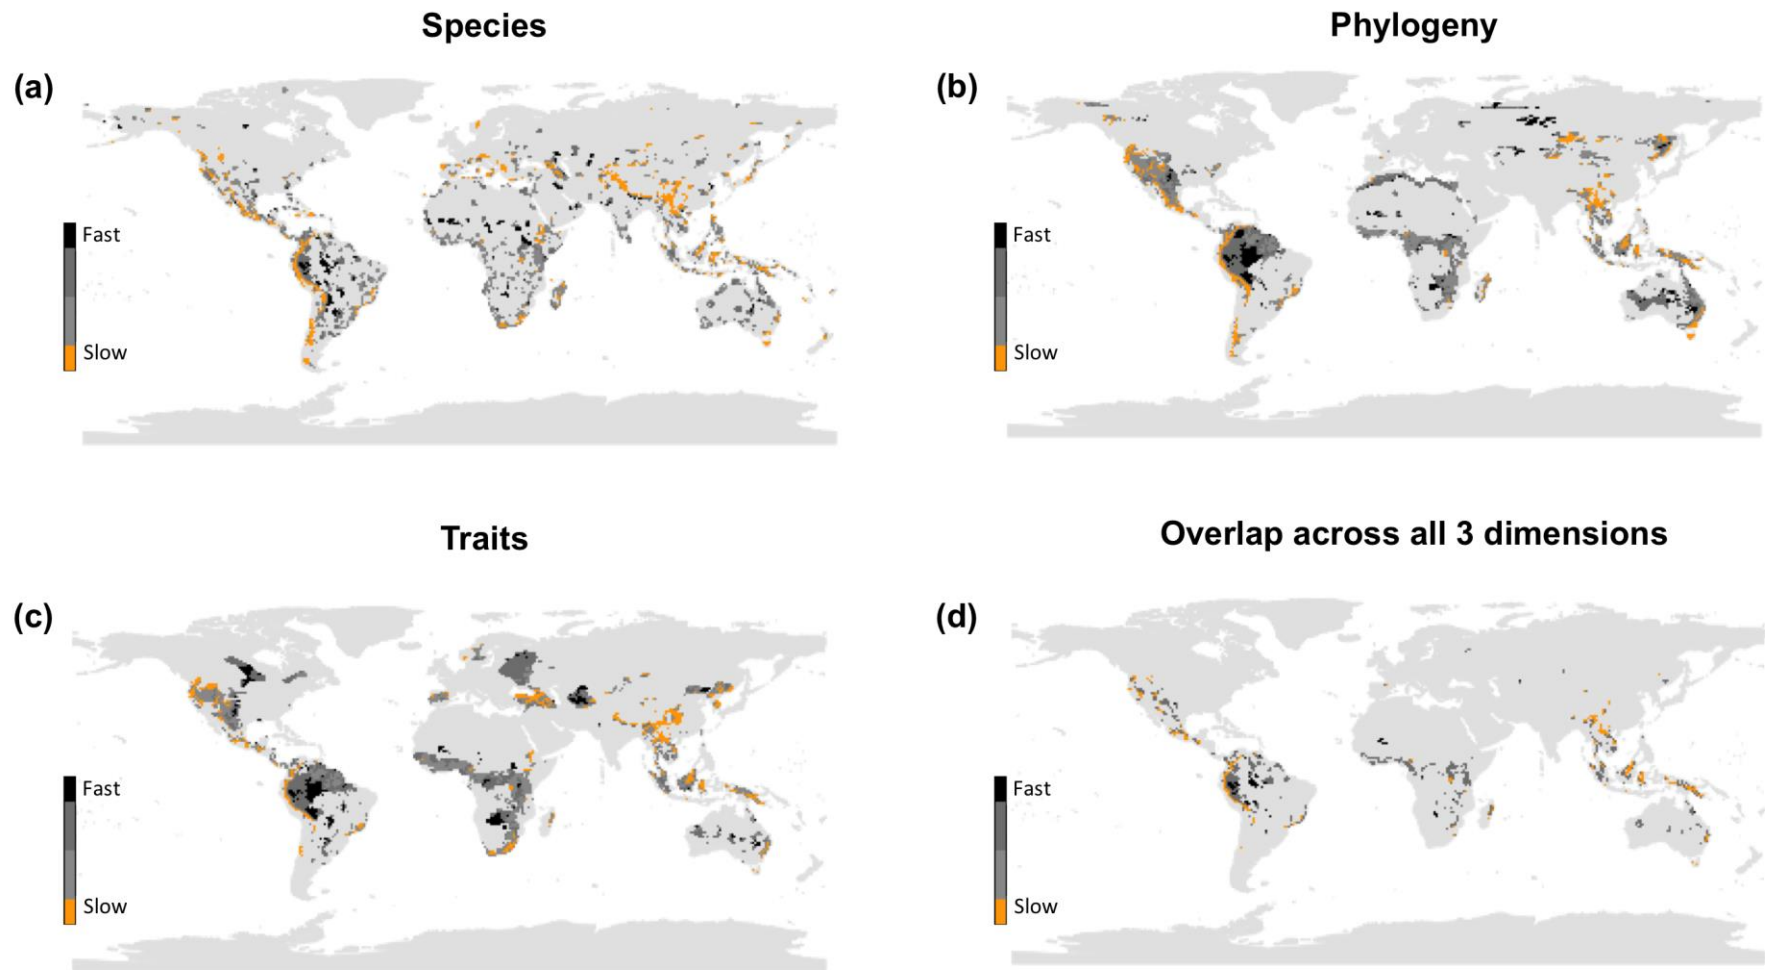 Species
Phylogeny
(a)
(b)
Fast
Slow
Fast
Slow
Traits
Overlap across all 3 dimensions
(c)
(d)
Fast
Slow
Fast
Slow